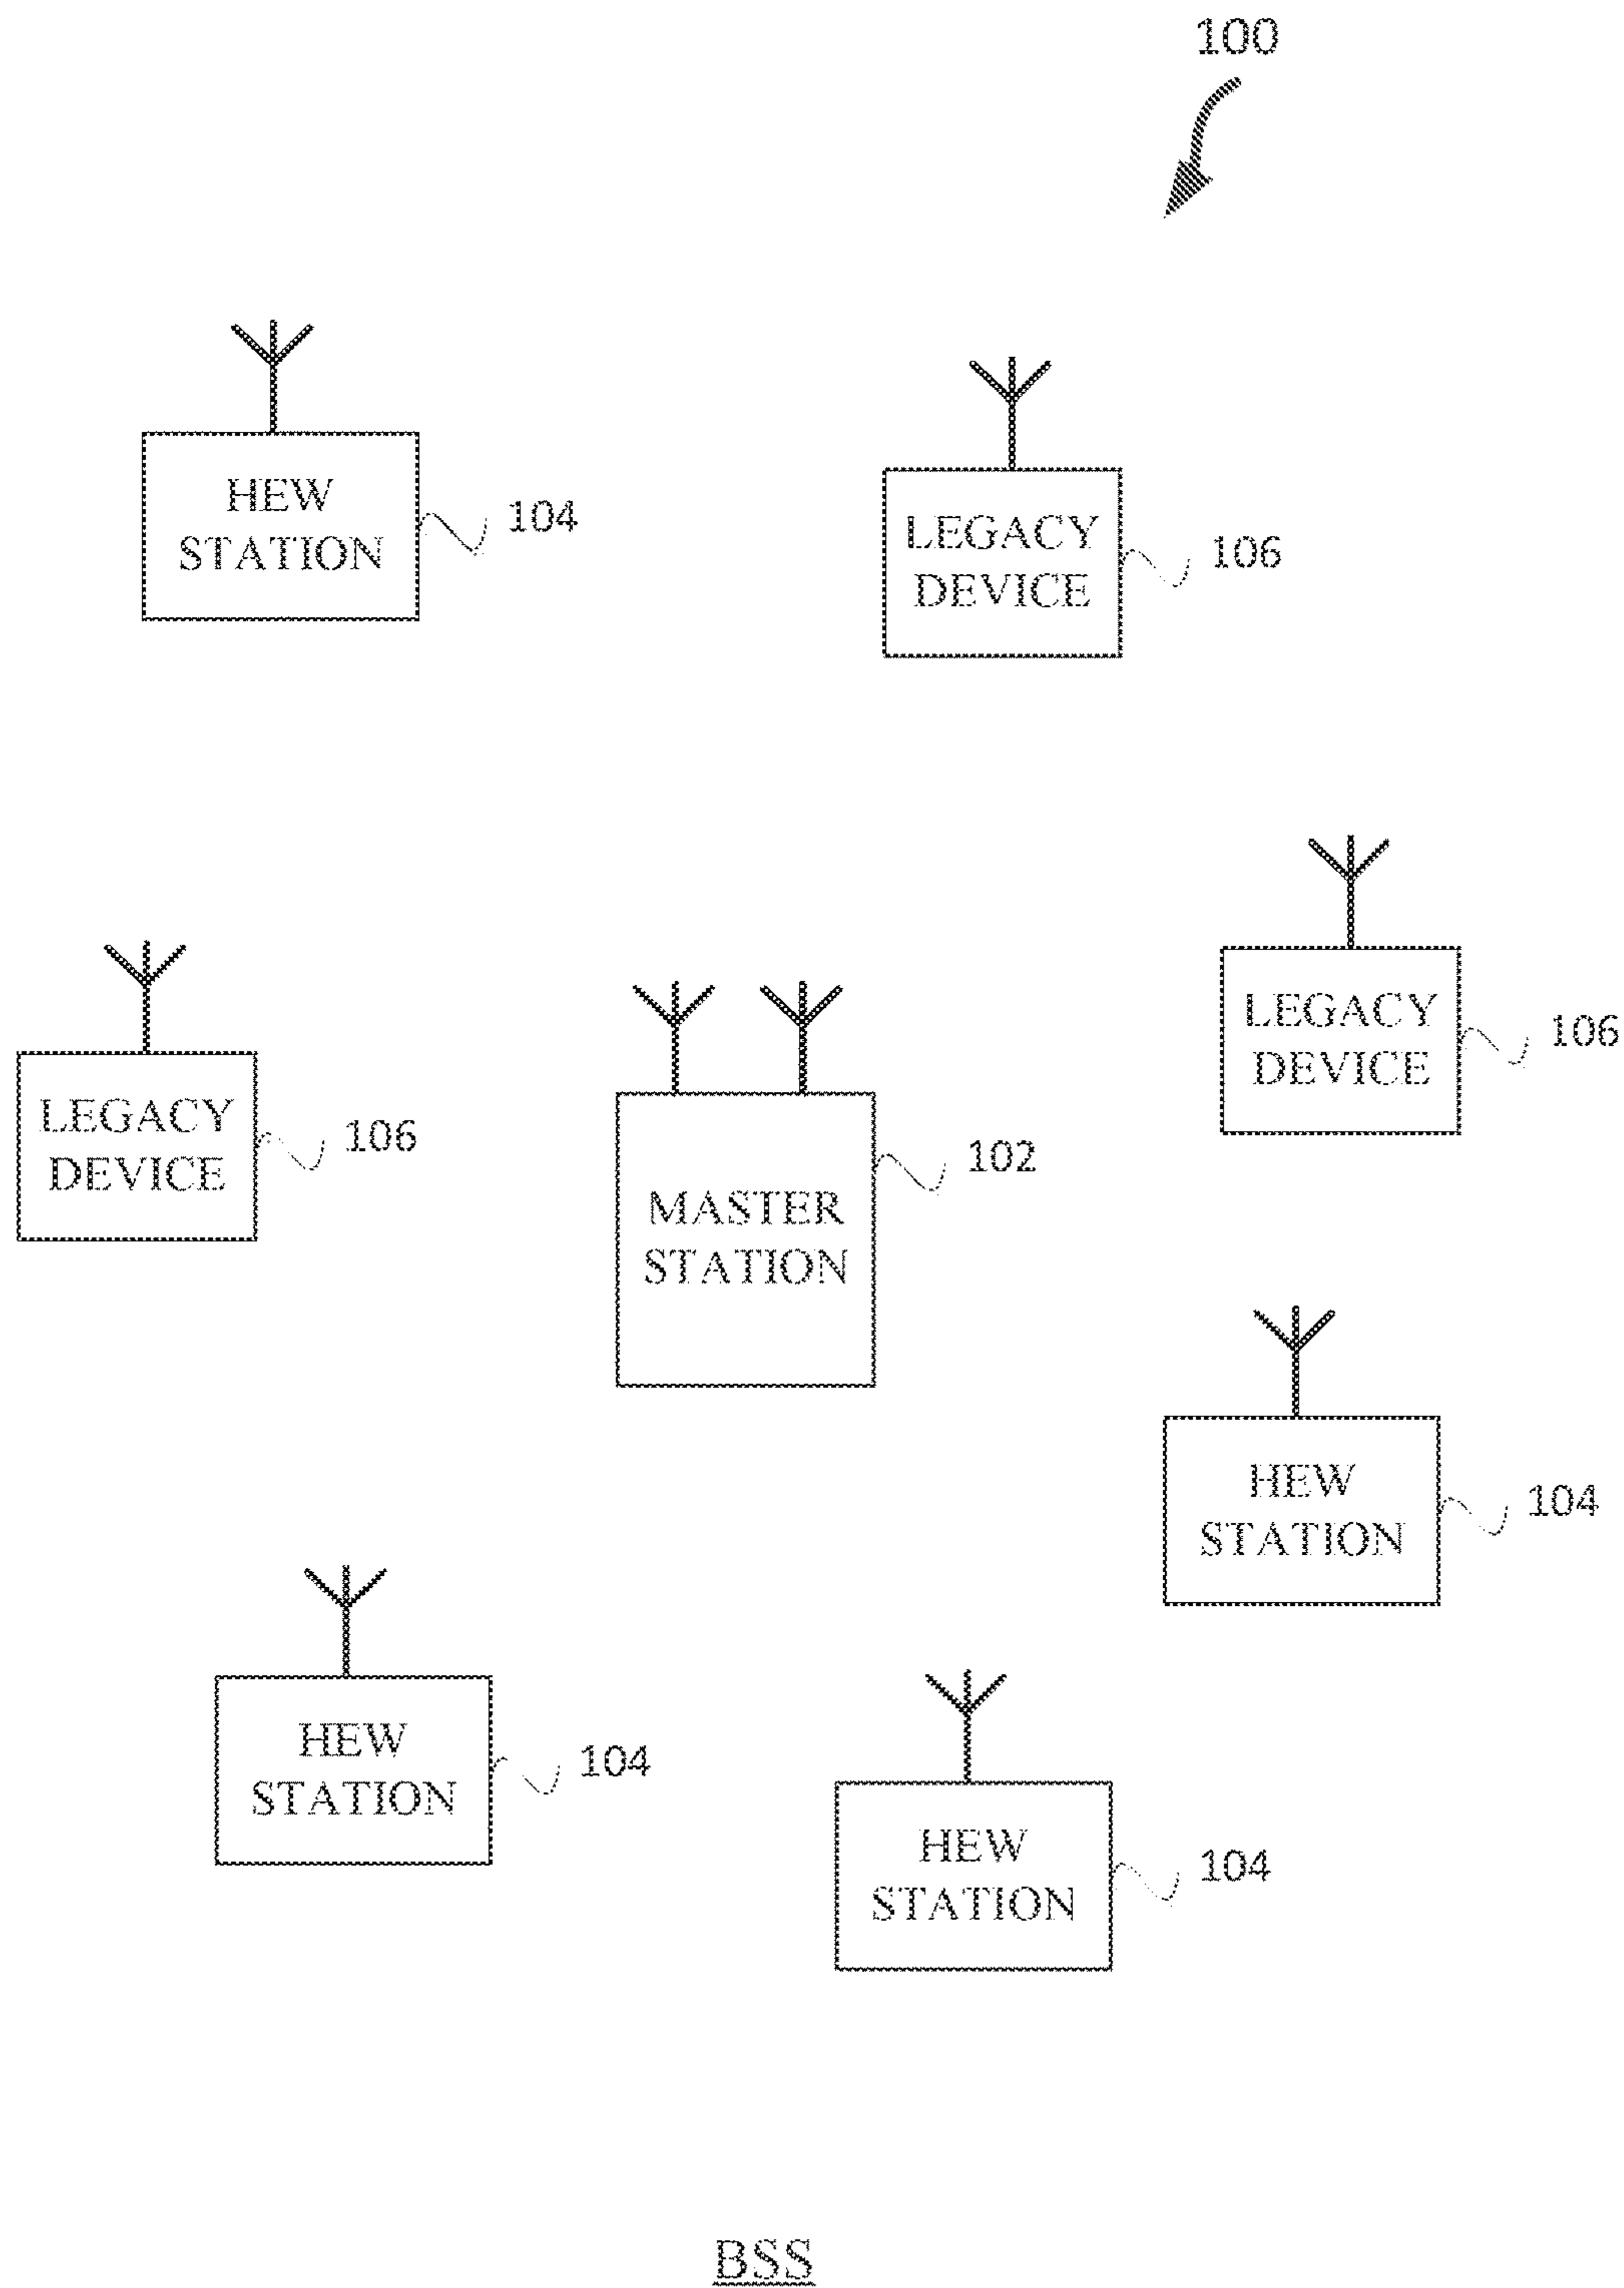 100
HEW
STATION
104
LEGACY
DEVICE
106
LEGACY
DEVICE
106
LEGACY
DEVICE
106
MASTER
STATION
102
HEW
STATION
104
HEW
STATION
104
HEW
STATION
104
BSS